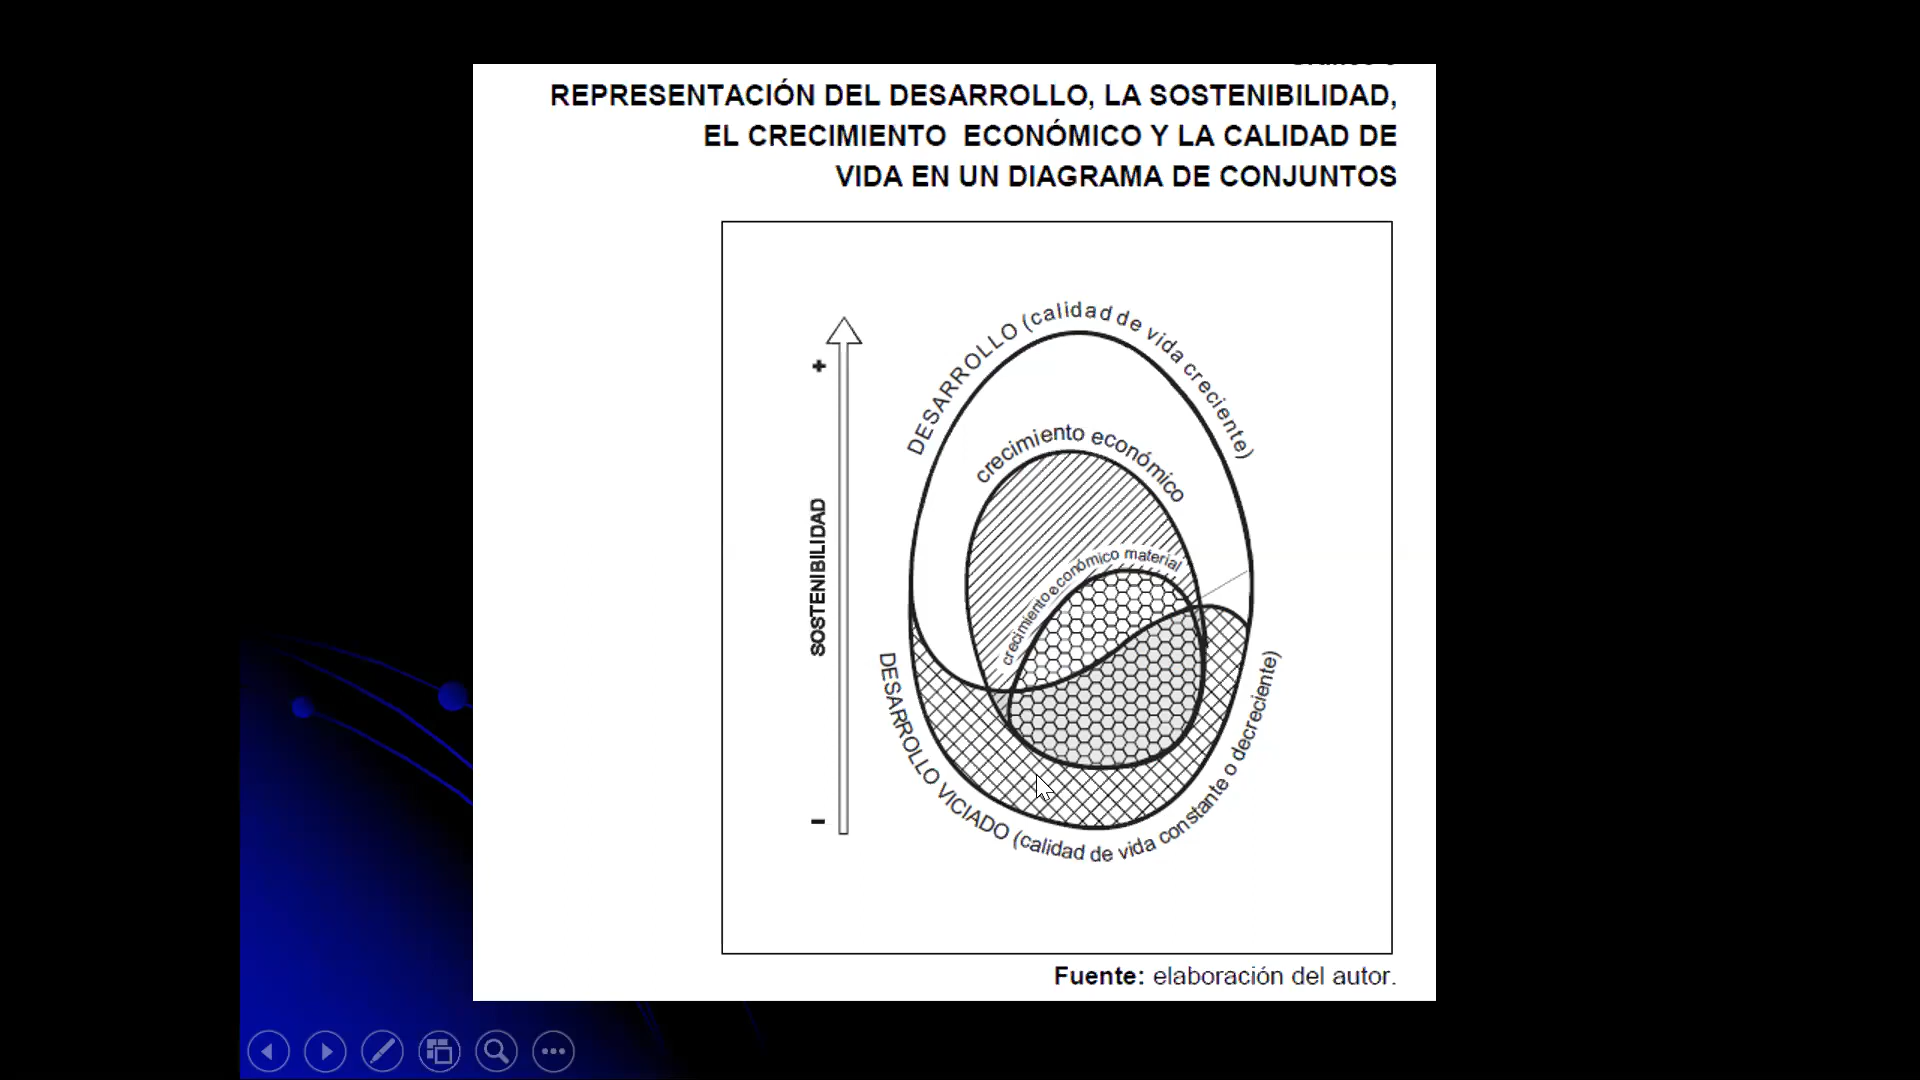 REPRESENTACIÓN DEL DESARROLLO, LA SOSTENIBILIDAD,
EL CRECIMIENTO ECONÓMICO Y LA CALIDAD DE
VIDA EN UN DIAGRAMA DE CONJUNTOS
DESARROLLO (calidad de vida creciente)
+
crecimiento económico
SOSTENIBILIDAD
crecimiento económico material
-
DESARROLLO VICIADO (calidad de vida constante o decreciente)
Fuente: elaboración del autor.